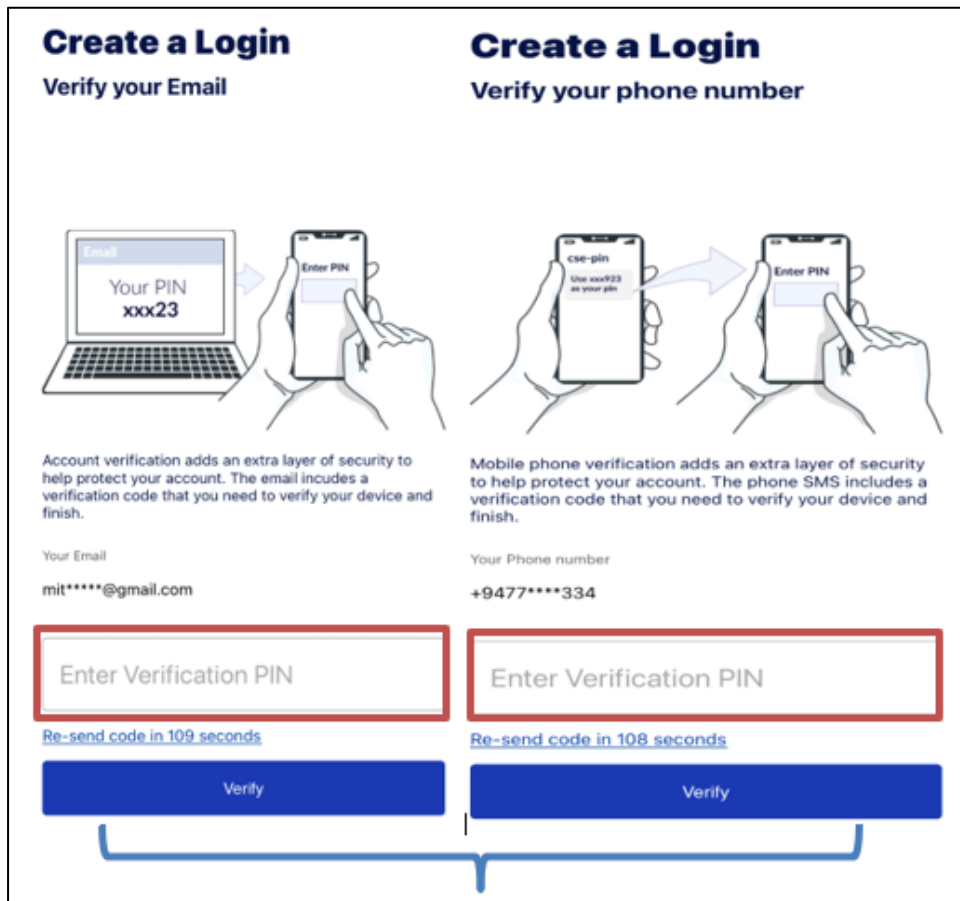 Create a Login
Verify your Email
Email
Your PIN
xxx23
Enter PIN
Account verification adds an extra layer of security to
help protect your account. The email incudes a
verification code that you need to verify your device and
finish.
Your Email
mit*****@gmail.com
Enter Verification PIN
Re-send code in 109 seconds
Verify
Create a Login
Verify your phone number
cse-pin
Use xxx923
as your pin
Enter PIN
Mobile phone verification adds an extra layer of security
to help protect your account. The phone SMS includes a
verification code that you need to verify your device and
finish.
Your Phone number
+9477****334
Enter Verification PIN
Re-send code in 108 seconds
Verify